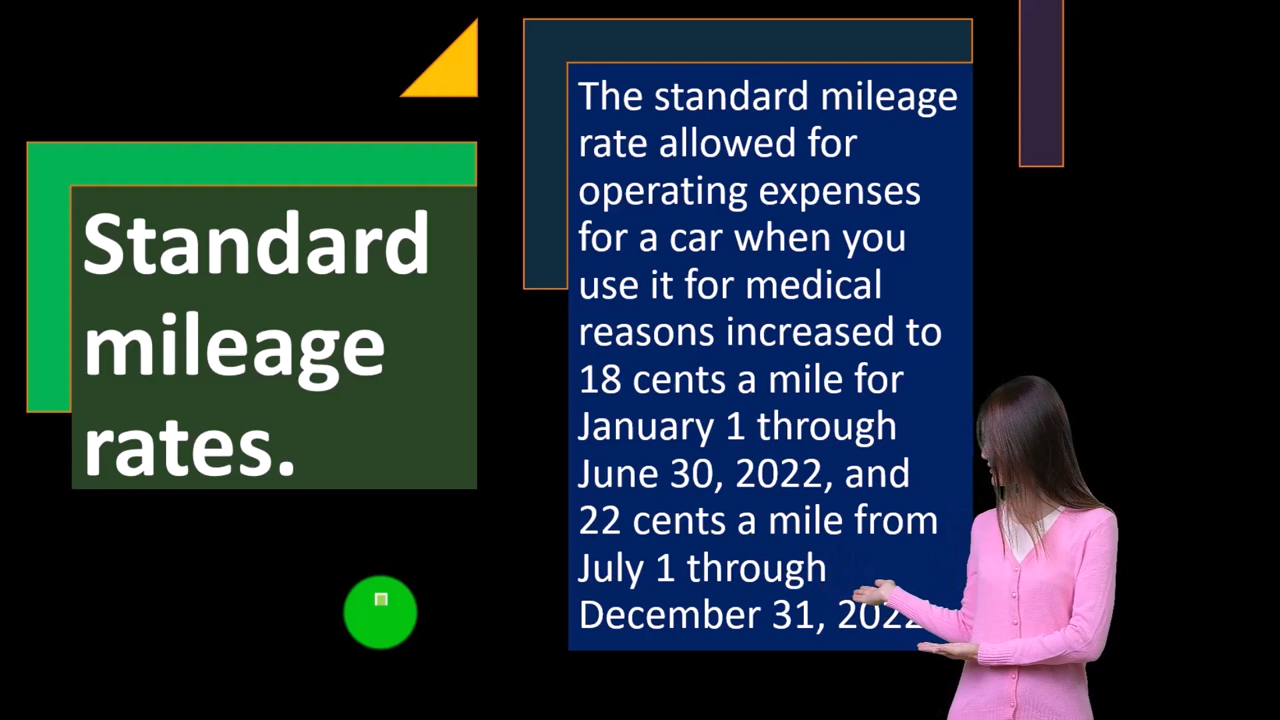 Standard
mileage
rates.
The standard mileage
rate allowed for
operating expenses
for a car when you
use it for medical
reasons increased to
18 cents a mile for
January 1 through
June 30, 2022, and
22 cents a mile from
July 1 through
December 31, 2022